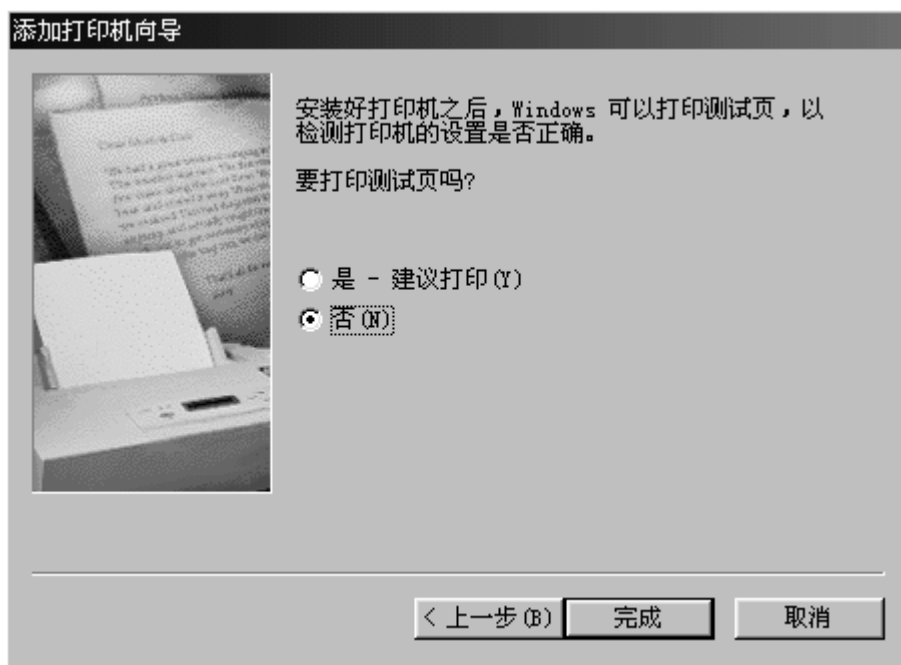 添加打印机向导
安装好打印机之后，Windows 可以打印测试页，以
检测打印机的设置是否正确。
要打印测试页吗?
是 - 建议打印(Y)
否(N)
< 上一步(B)
完成
取消